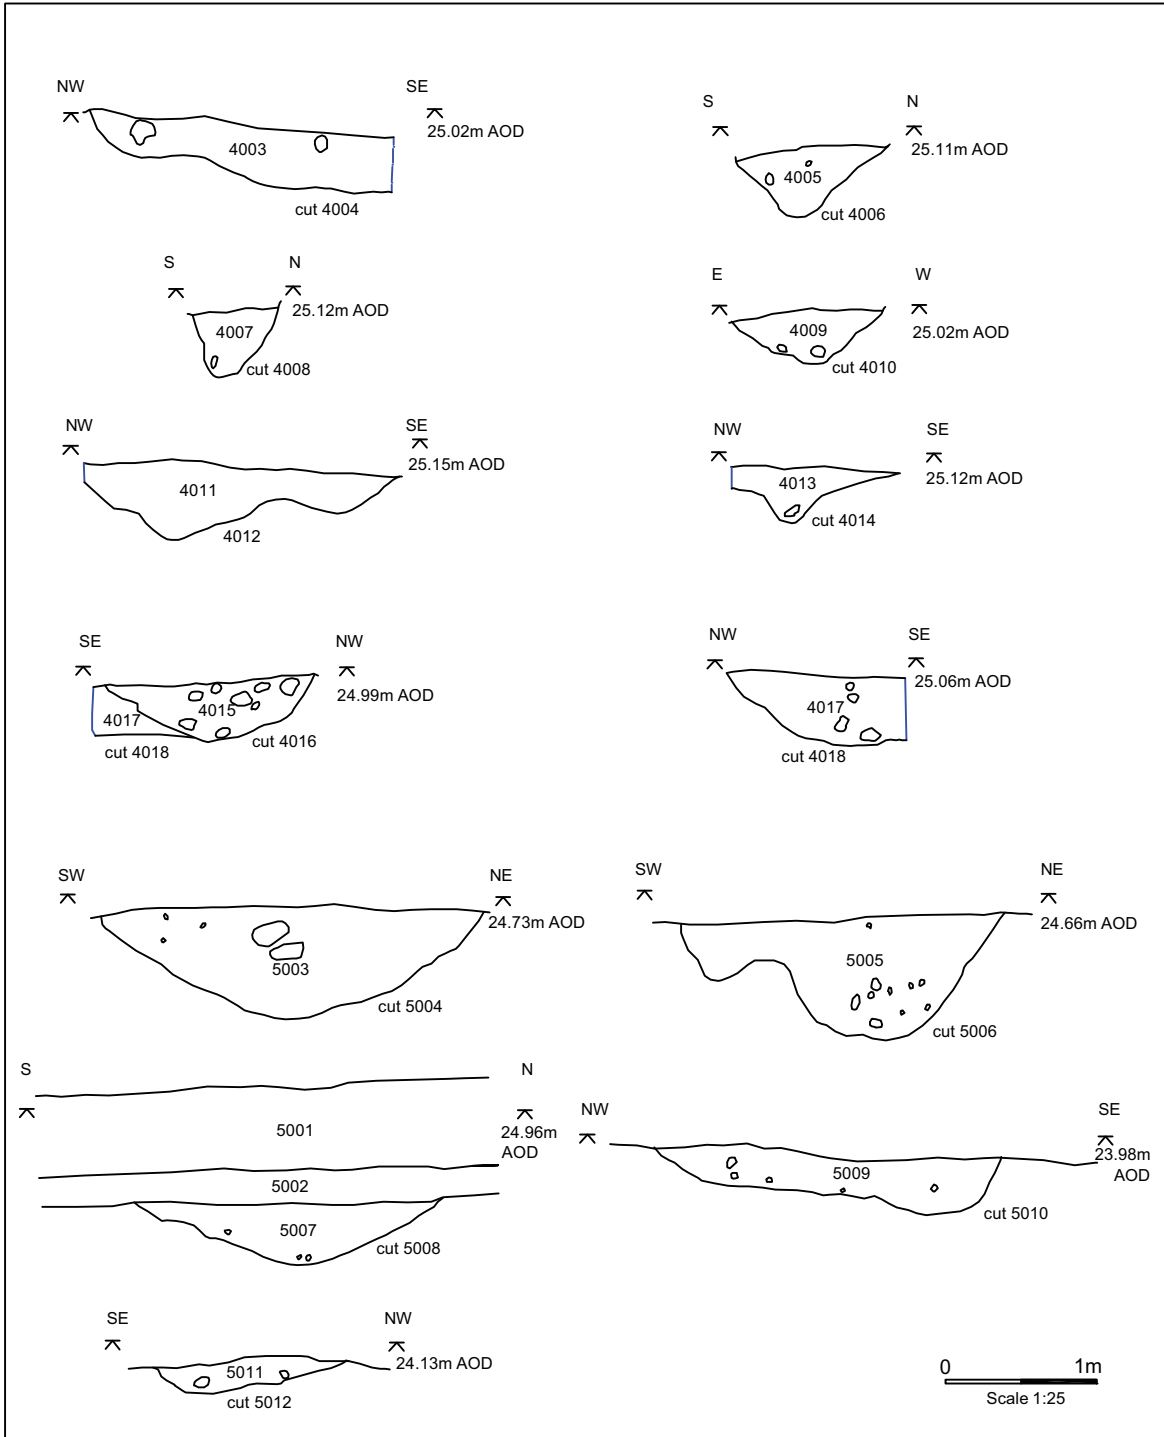 NW
SE
25.02m AOD
4003
cut 4004
S
N
25.11m AOD
4005
cut 4006
S
N
25.12m AOD
4007
cut 4008
E
W
25.02m AOD
4009
cut 4010
NW
SE
25.15m AOD
4011
4012
NW
SE
25.12m AOD
4013
cut 4014
SE
NW
24.99m AOD
4017
4015
cut 4018
cut 4016
NW
SE
25.06m AOD
4017
cut 4018
SW
NE
24.73m AOD
5003
cut 5004
SW
NE
24.66m AOD
5005
cut 5006
S
N
5001
24.96m
AOD
5002
5007
cut 5008
NW
SE
23.98m
AOD
5009
cut 5010
SE
NW
24.13m AOD
5011
cut 5012
0
1m
Scale 1:25